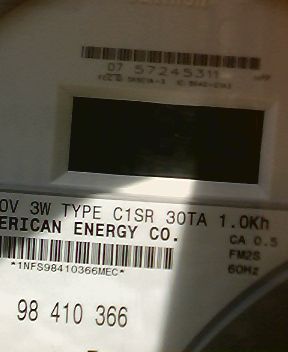 07 57245311
0V 3W TYPE C1SR 30TA 1.0Kh
ERICAN ENERGY CO.
CA 0.5
*1NFS98410366MEC*
FM2S
60Hz
98 410 366